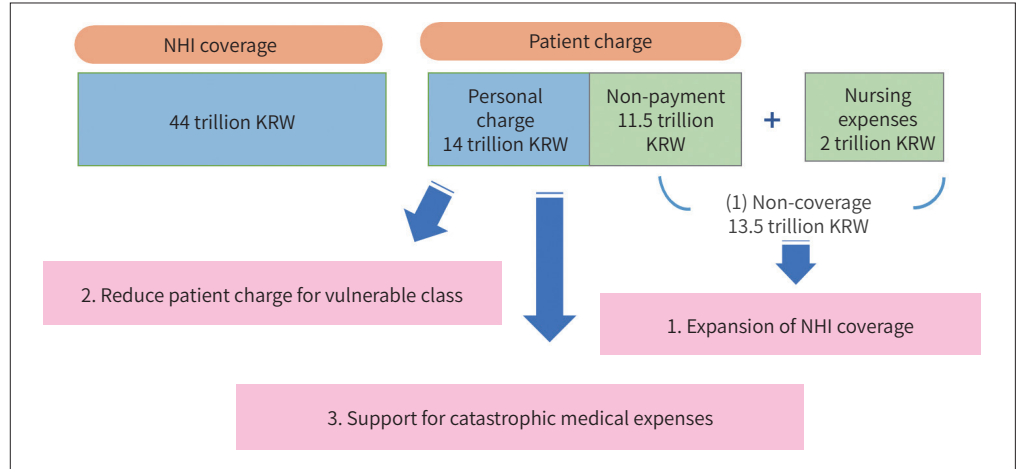 NHI coverage
Patient charge
44 trillion KRW
Personal
charge
14 trillion KRW
Non-payment
11.5 trillion
KRW
+
Nursing
expenses
2 trillion KRW
(1) Non-coverage
13.5 trillion KRW
2. Reduce patient charge for vulnerable class
1. Expansion of NHI coverage
3. Support for catastrophic medical expenses